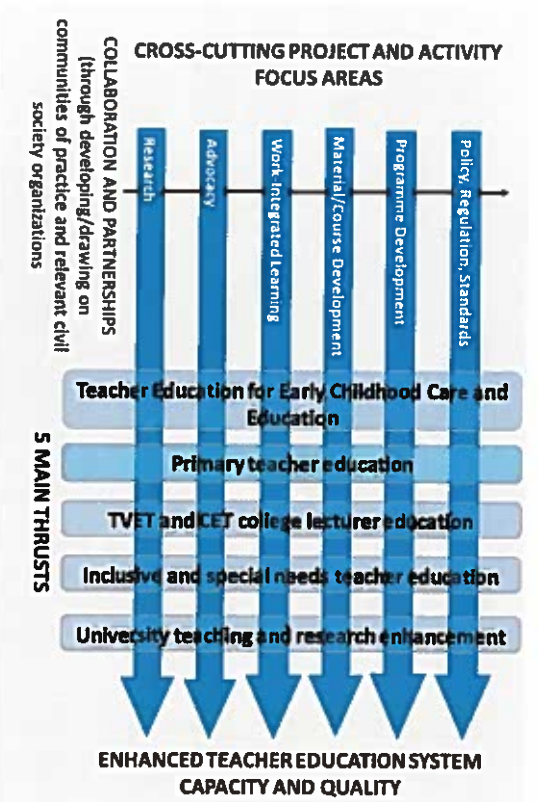 CROSS-CUTTING PROJECT AND ACTIVITY
FOCUS AREAS
COLLABORATION AND PARTNERSHIPS
(through developing/drawing on
communities of practice and relevant civil
society organizations
Research
Advocacy
Work-Integrated Learning
Material/Course Development
Programme Development
Policy, Regulation, Standards
5 MAIN THRUSTS
Teacher Education for Early Childhood Care and
Education
Primary teacher education
TVET and CET college lecturer education
Inclusive and special needs teacher education
University teaching and research enhancement
ENHANCED TEACHER EDUCATION SYSTEM
CAPACITY AND QUALITY